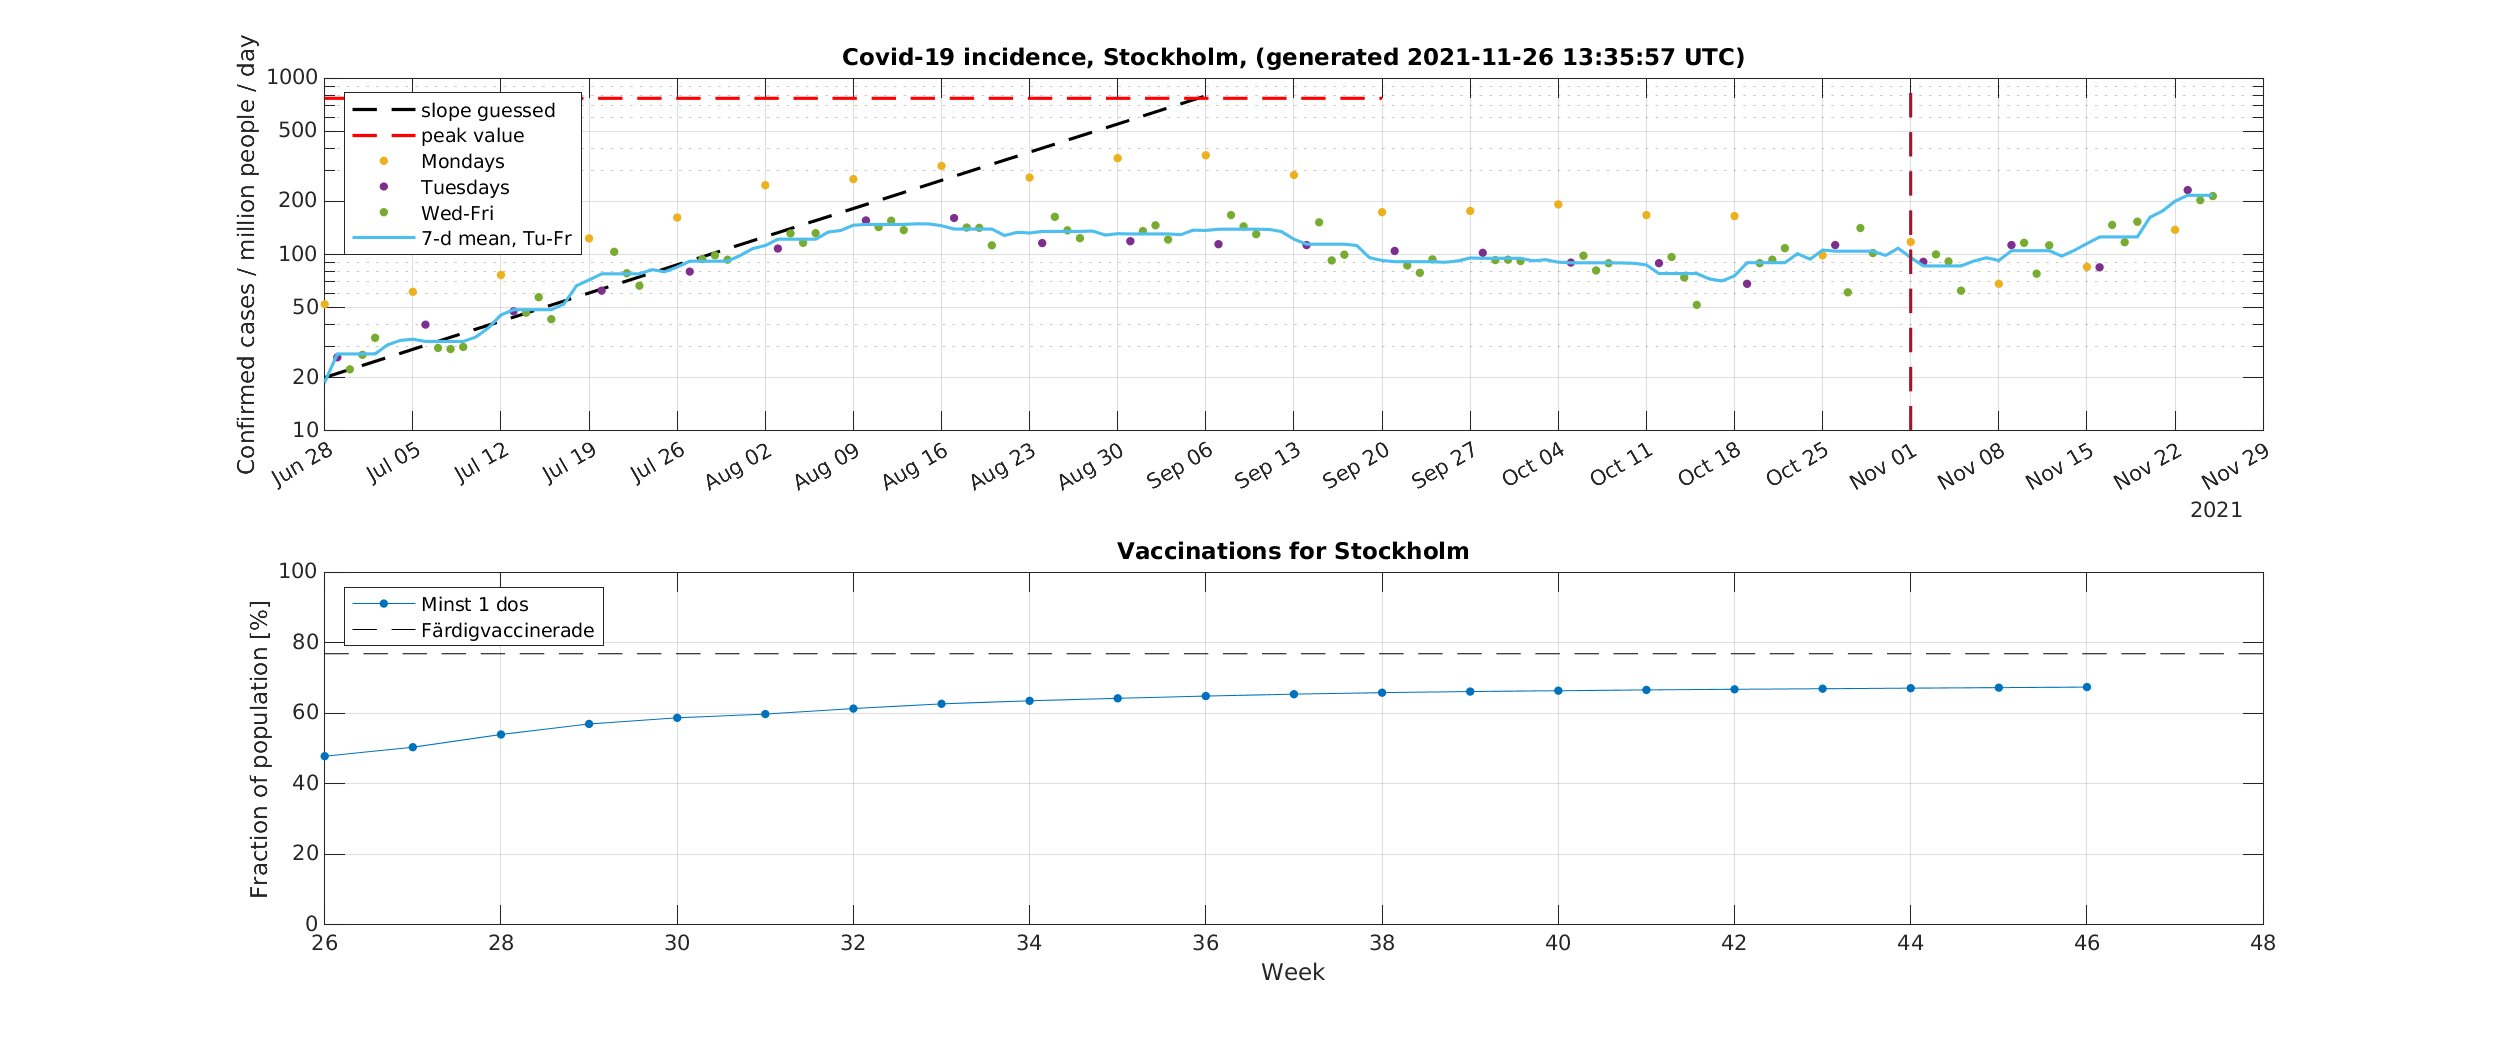 Covid-19 incidence, Stockholm, (generated 2021-11-26 13:35:57 UTC)
Confirmed cases / million people / day
1000
500
200
100
50
20
10
slope guessed
peak value
Mondays
Tuesdays
Wed-Fri
7-d mean, Tu-Fr
Jun 28 Jul 05 Jul 12 Jul 19 Jul 26 Aug 02 Aug 09 Aug 16 Aug 23 Aug 30 Sep 06 Sep 13 Sep 20 Sep 27 Oct 04 Oct 11 Oct 18 Oct 25 Nov 01 Nov 08 Nov 15 Nov 22 Nov 29
2021
Vaccinations for Stockholm
Fraction of population [%]
100
80
60
40
20
0
Minst 1 dos
Färdigvaccinerade
26 28 30 32 34 36 38 40 42 44 46 48
Week